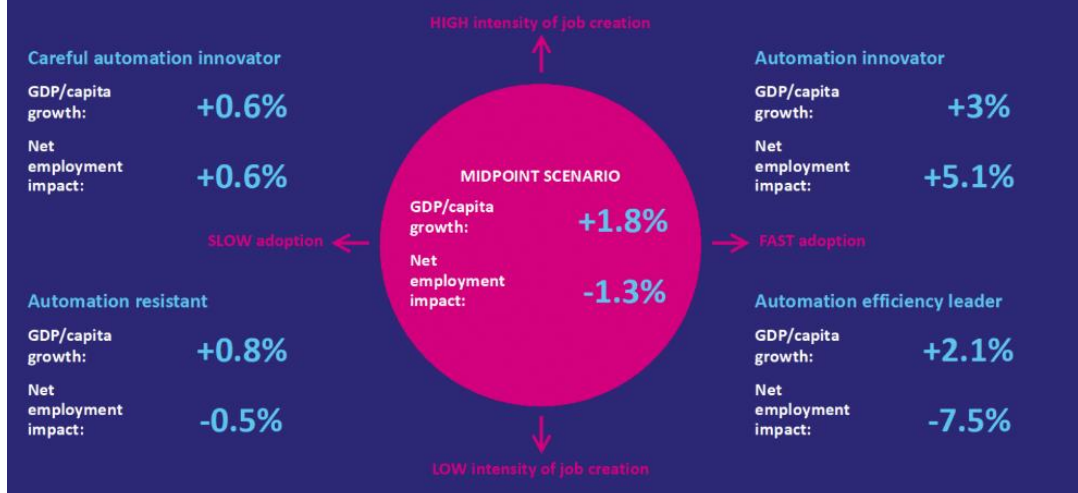 HIGH intensity of job creation
Careful automation innovator
GDP/capita
growth:
+0.6%
Net
employment
impact:
+0.6%
Automation innovator
GDP/capita
growth:
+3%
Net
employment
impact:
+5.1%
MIDPOINT SCENARIO
GDP/capita
growth:
+1.8%
Net
employment
impact:
-1.3%
SLOW adoption
FAST adoption
Automation resistant
GDP/capita
growth:
+0.8%
Net
employment
impact:
-0.5%
Automation efficiency leader
GDP/capita
growth:
+2.1%
Net
employment
impact:
-7.5%
LOW intensity of job creation